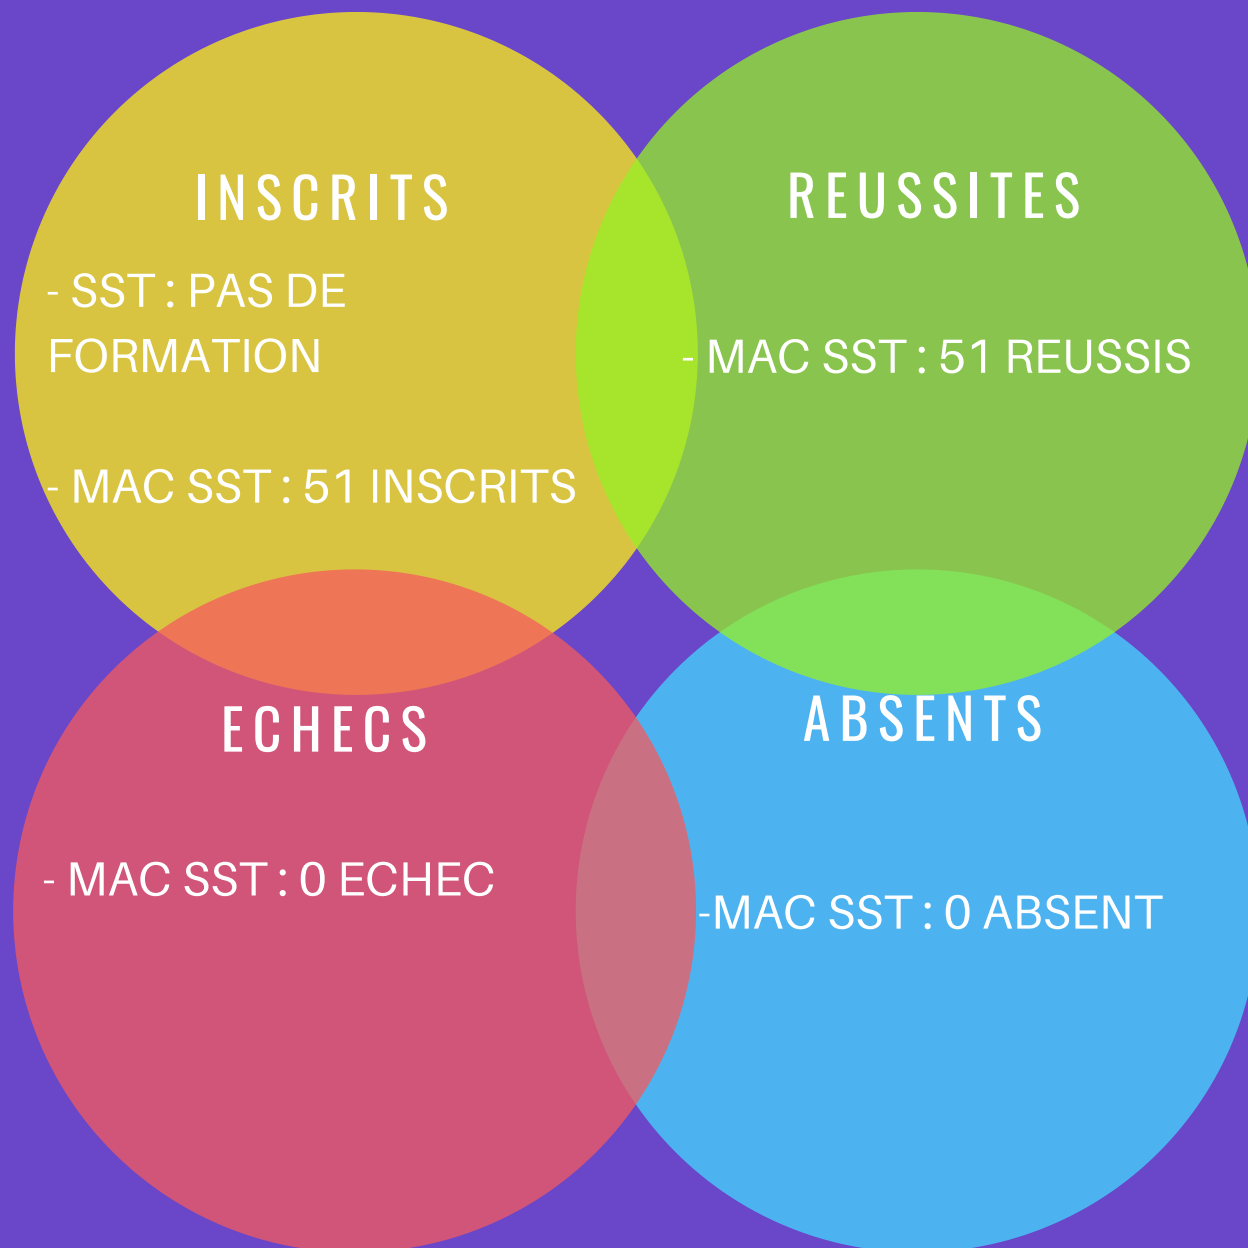 INSCRITS
- SST : PAS DE
FORMATION
- MAC SST : 51 INSCRITS
REUSSITES
- MAC SST : 51 REUSSIS
ECHECS
- MAC SST : 0 ECHEC
ABSENTS
-MAC SST : 0 ABSENT